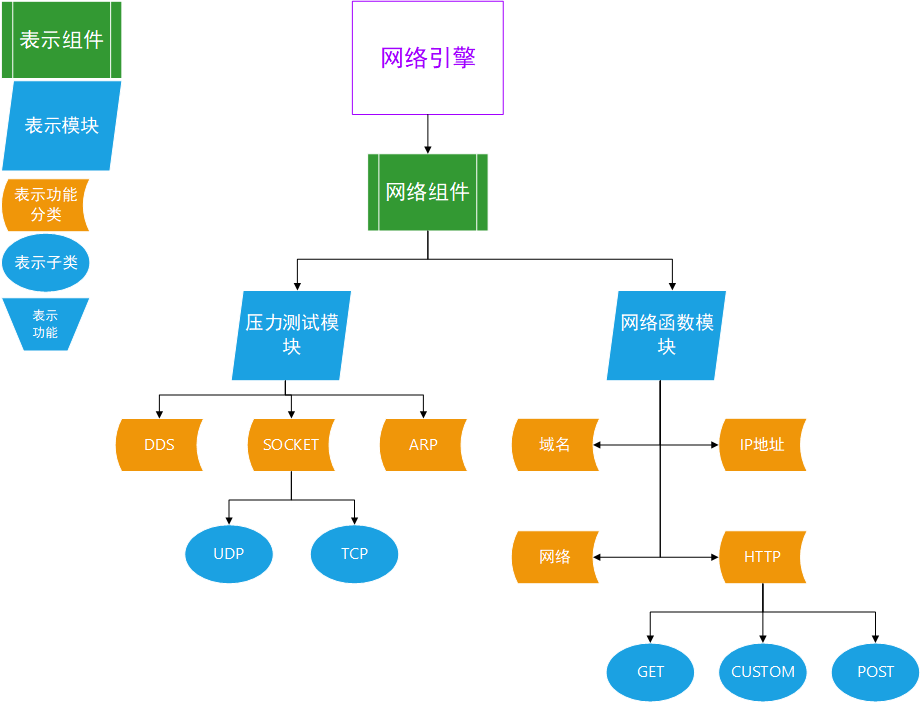 表示组件
网络引擎
表示模块
网络组件
表示功能
分类
表示子类
表示
功能
压力测试模
块
网络函数模
块
DDS
SOCKET
ARP
域名
IP地址
UDP
TCP
网络
HTTP
GET
CUSTOM
POST